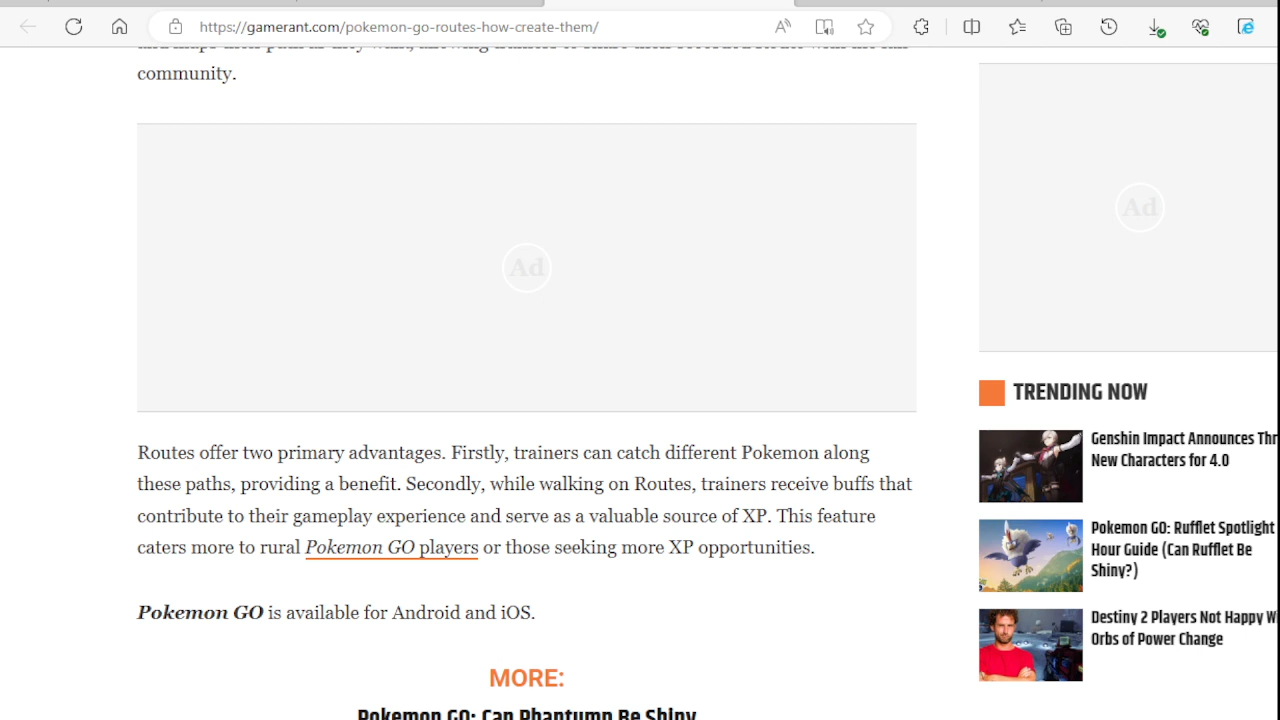 https://gamerant.com/pokemon-go-routes-how-create-them/
community.
Ad
Ad
Routes offer two primary advantages. Firstly, trainers can catch different Pokemon along
these paths, providing a benefit. Secondly, while walking on Routes, trainers receive buffs that
contribute to their gameplay experience and serve as a valuable source of XP. This feature
caters more to rural Pokemon GO players or those seeking more XP opportunities.
Pokemon GO is available for Android and iOS.
MORE:
Pokemon GO: Can Phantump Be Shiny
TRENDING NOW
Genshin Impact Announces Thr
New Characters for 4.0
Pokemon GO: Rufflet Spotlight
Hour Guide (Can Rufflet Be
Shiny?)
Destiny 2 Players Not Happy W
Orbs of Power Change